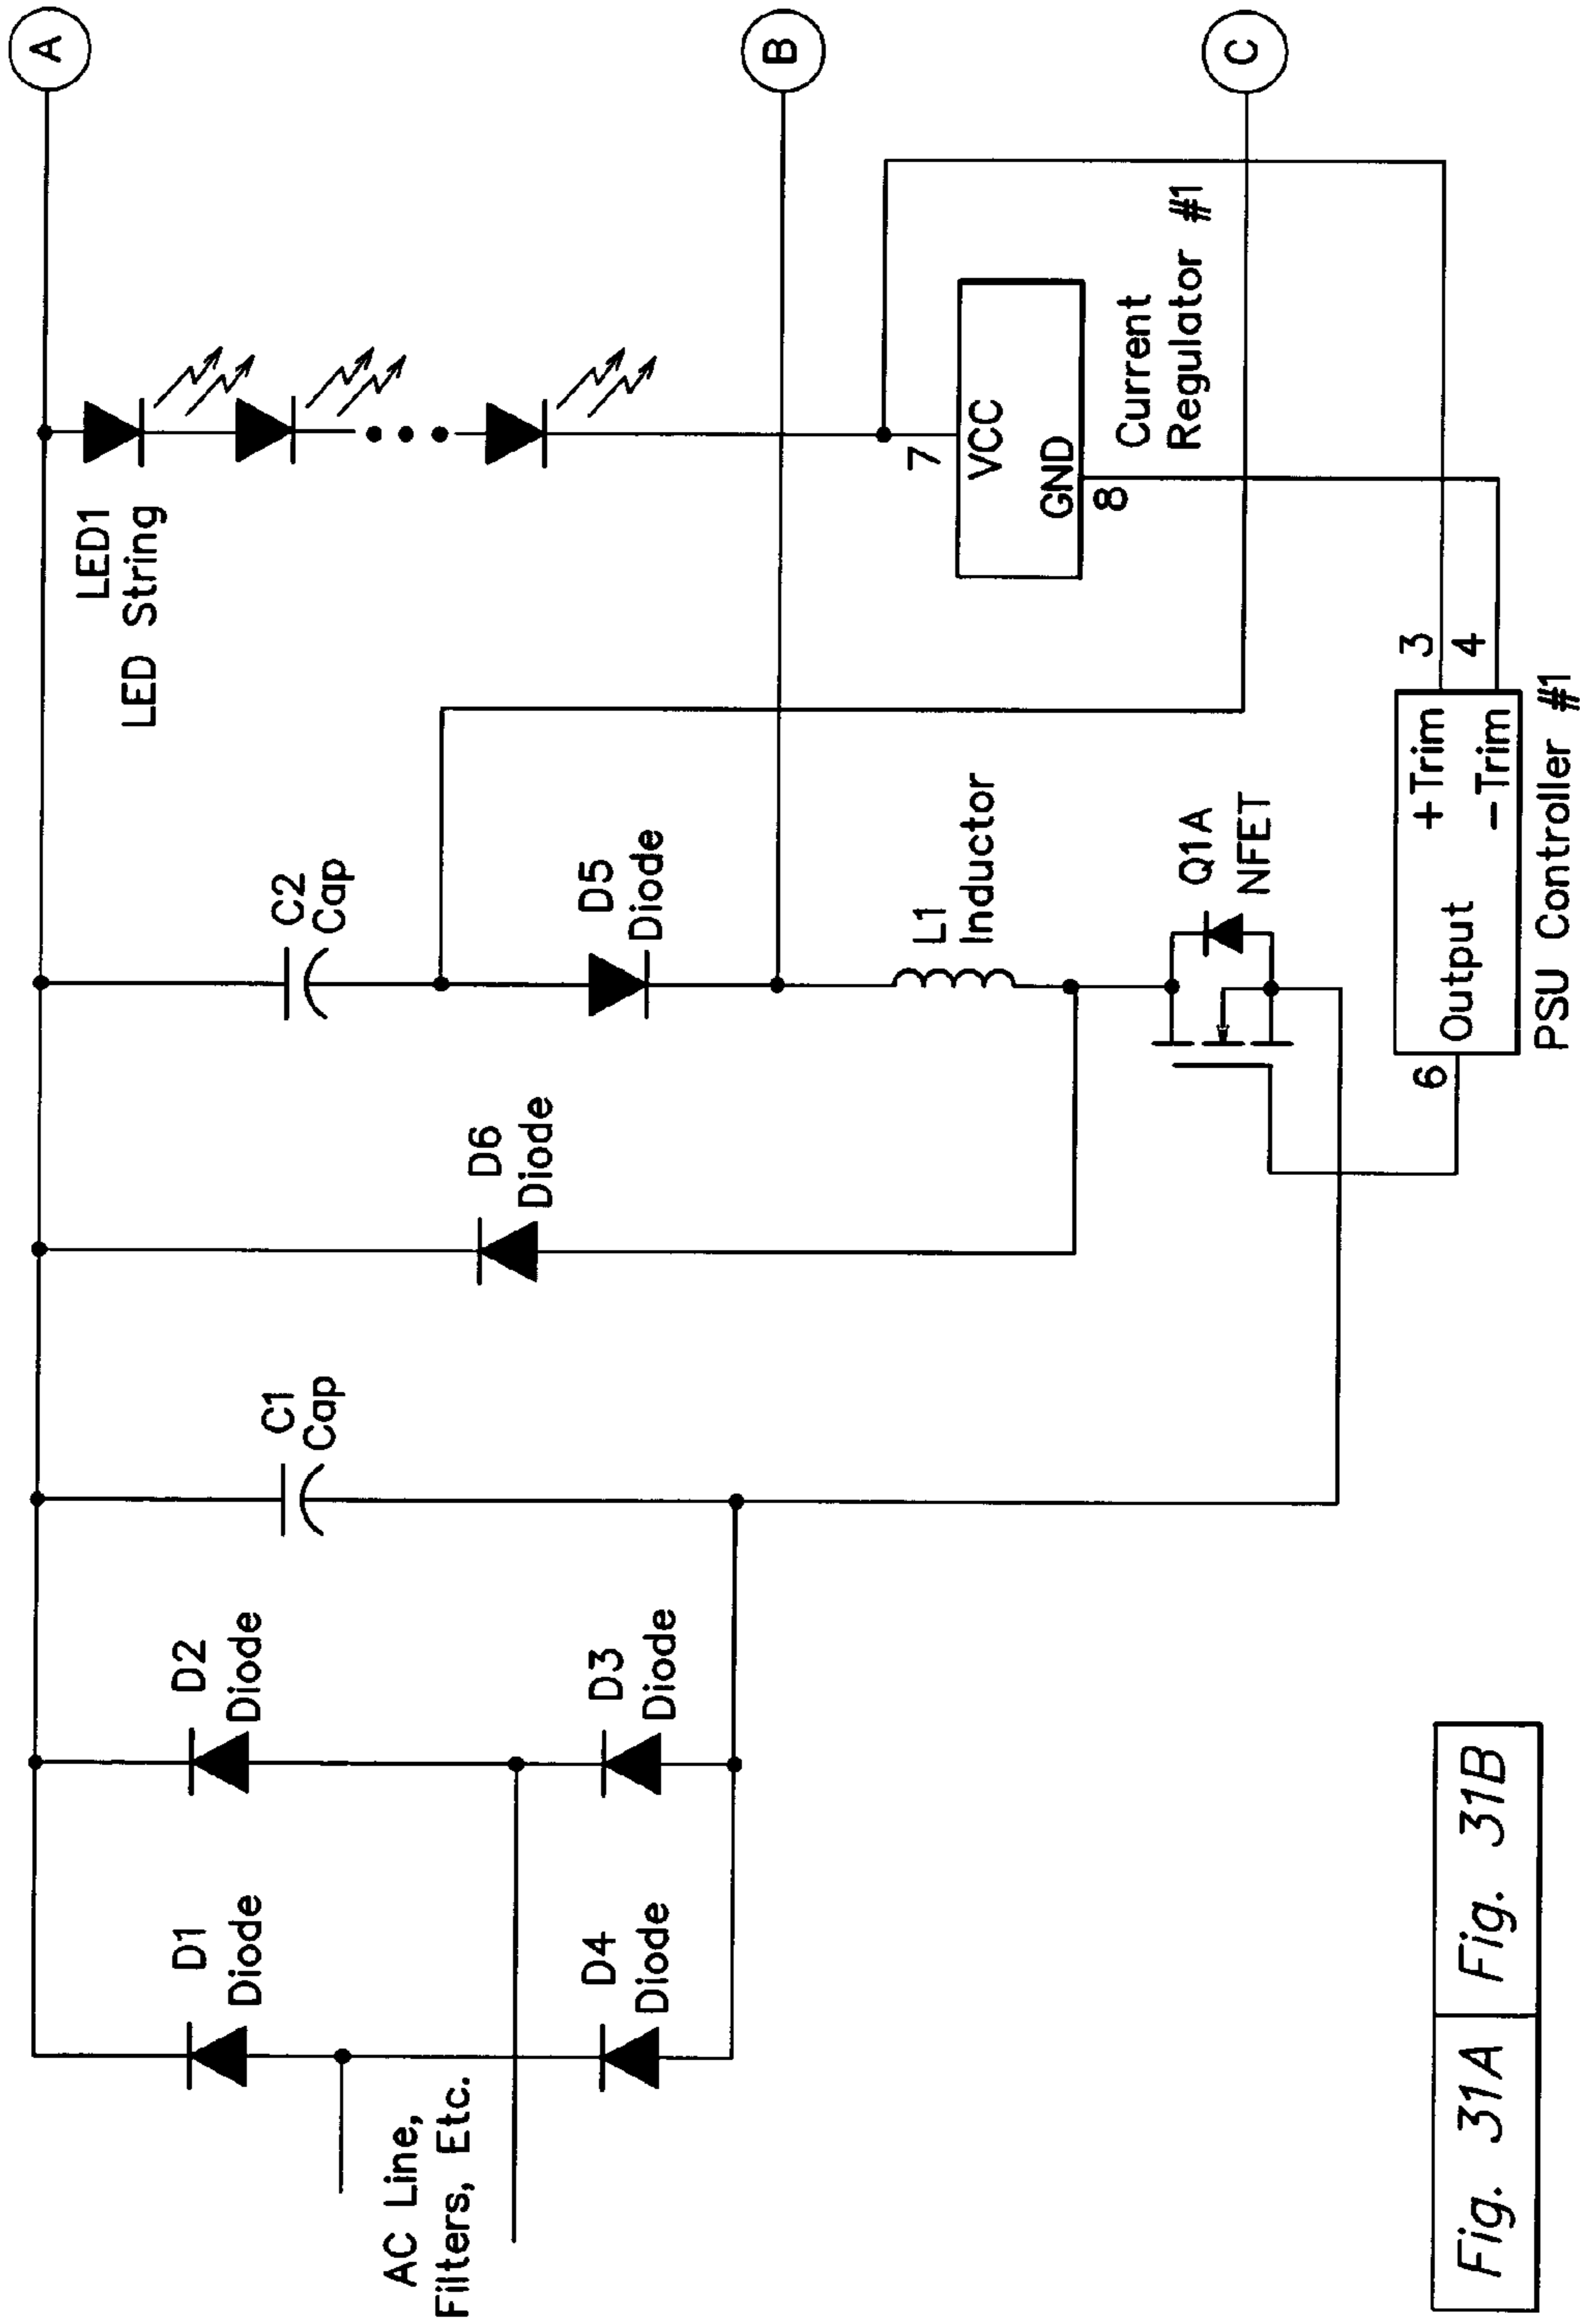 A
LED1
LED String
C2
Cap
D6
Diode
C1
Cap
D2
Diode
D1
Diode
B
D5
Diode
D3
Diode
D4
Diode
AC Line,
Filters, Etc.
C
7
VCC
GND
8
Current
Regulator #1
L1
Inductor
Q1A
NFET
3
4
+Trim
-Trim
Output
6
PSU Controller #1
Fig. 31A
Fig. 31B